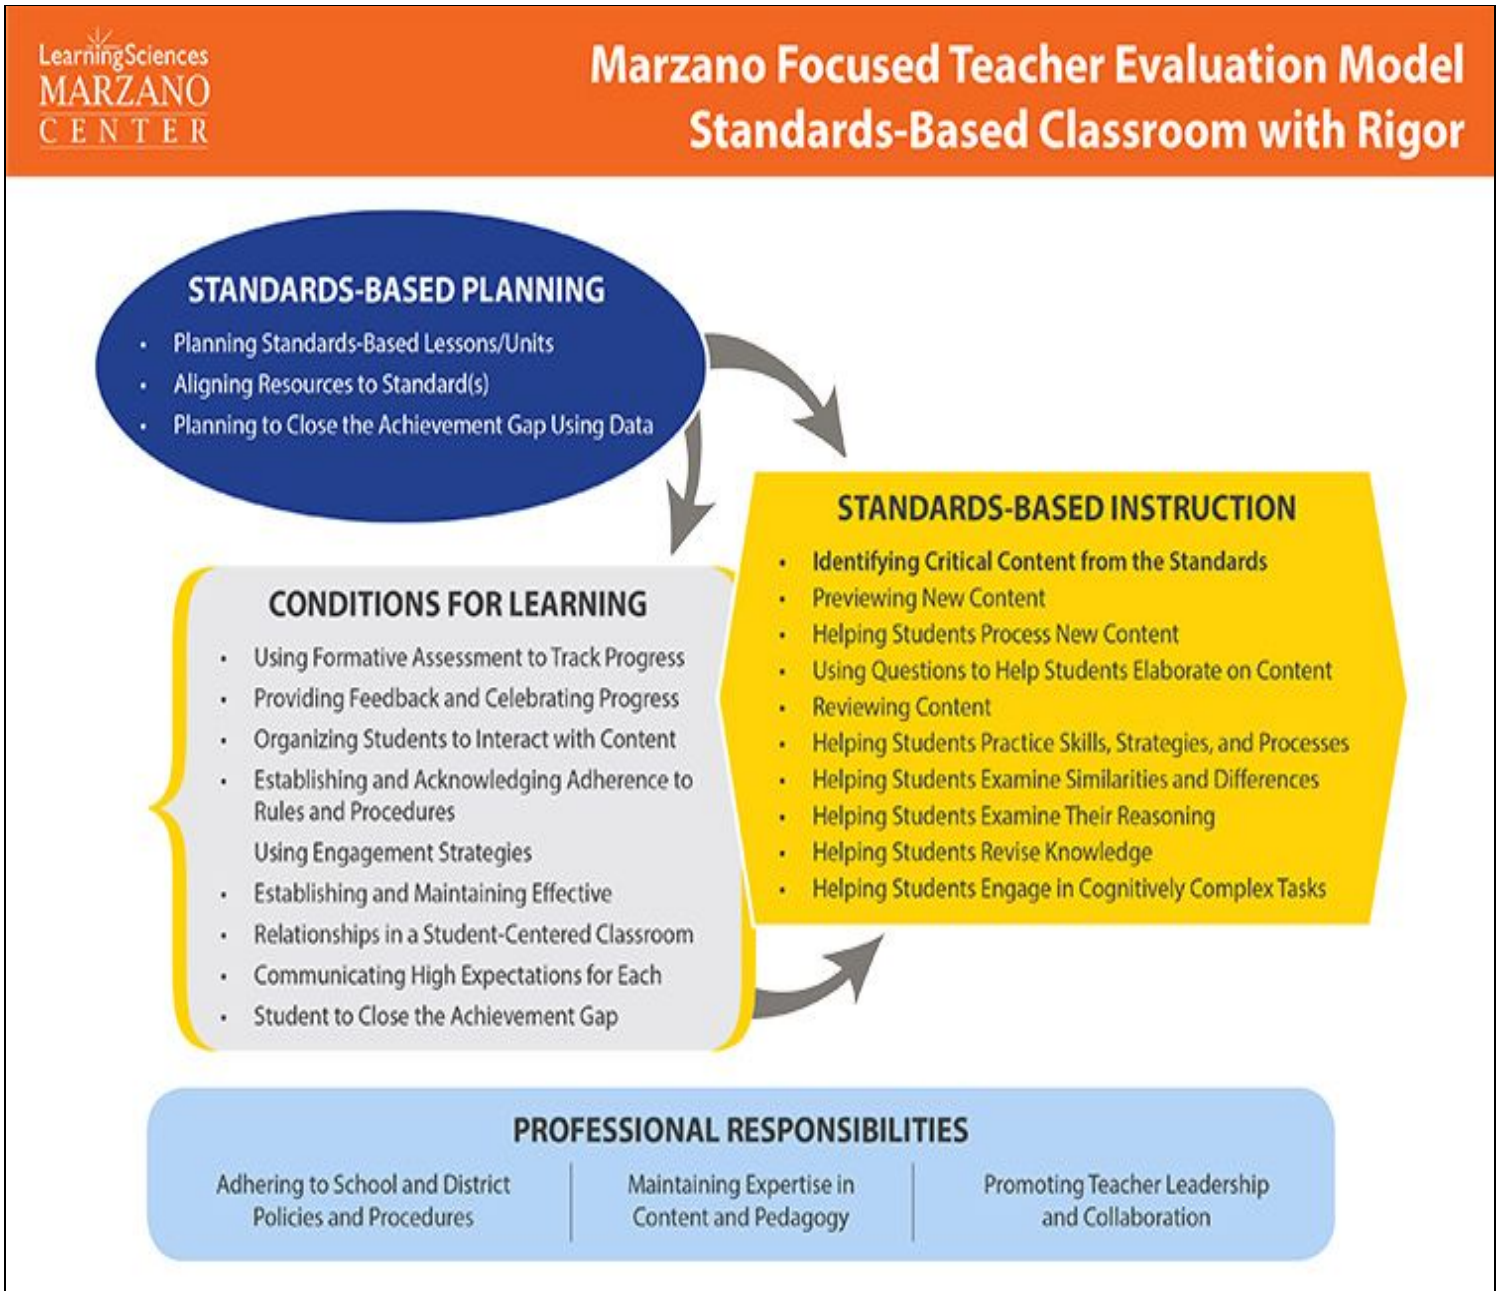 LearningSciences
MARZANO
CENTER
Marzano Focused Teacher Evaluation Model
Standards-Based Classroom with Rigor
STANDARDS-BASED PLANNING
• Planning Standards-Based Lessons/Units
• Aligning Resources to Standard(s)
• Planning to Close the Achievement Gap Using Data
STANDARDS-BASED INSTRUCTION
• Identifying Critical Content from the Standards
• Previewing New Content
• Helping Students Process New Content
• Using Questions to Help Students Elaborate on Content
• Reviewing Content
• Helping Students Practice Skills, Strategies, and Processes
• Helping Students Examine Similarities and Differences
• Helping Students Examine Their Reasoning
• Helping Students Revise Knowledge
• Helping Students Engage in Cognitively Complex Tasks
CONDITIONS FOR LEARNING
• Using Formative Assessment to Track Progress
• Providing Feedback and Celebrating Progress
• Organizing Students to Interact with Content
• Establishing and Acknowledging Adherence to
Rules and Procedures
Using Engagement Strategies
• Establishing and Maintaining Effective
• Relationships in a Student-Centered Classroom
• Communicating High Expectations for Each
• Student to Close the Achievement Gap
PROFESSIONAL RESPONSIBILITIES
Adhering to School and District
Policies and Procedures
Maintaining Expertise in
Content and Pedagogy
Promoting Teacher Leadership
and Collaboration